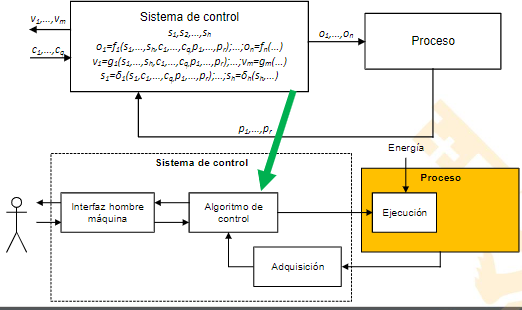 Sistema de control
v1,...,vm
c1,...,cq
s1,s2,...,sh
o1=f1(s1,...,sh,c1,...,cq,p1,...,pr);...;on=fn(...)
v1=g1(s1,...,sh,c1,...,cq,p1,...,pr);...;vm=gm(...)
s1=δ1(s1,c1,...,cq,p1,...,pr);...;sh=δh(sh,...)
o1,...,on
Proceso
p1,...,pr
Energía
Sistema de control
Proceso
Interfaz hombre
máquina
Algoritmo de
control
Ejecución
Adquisición